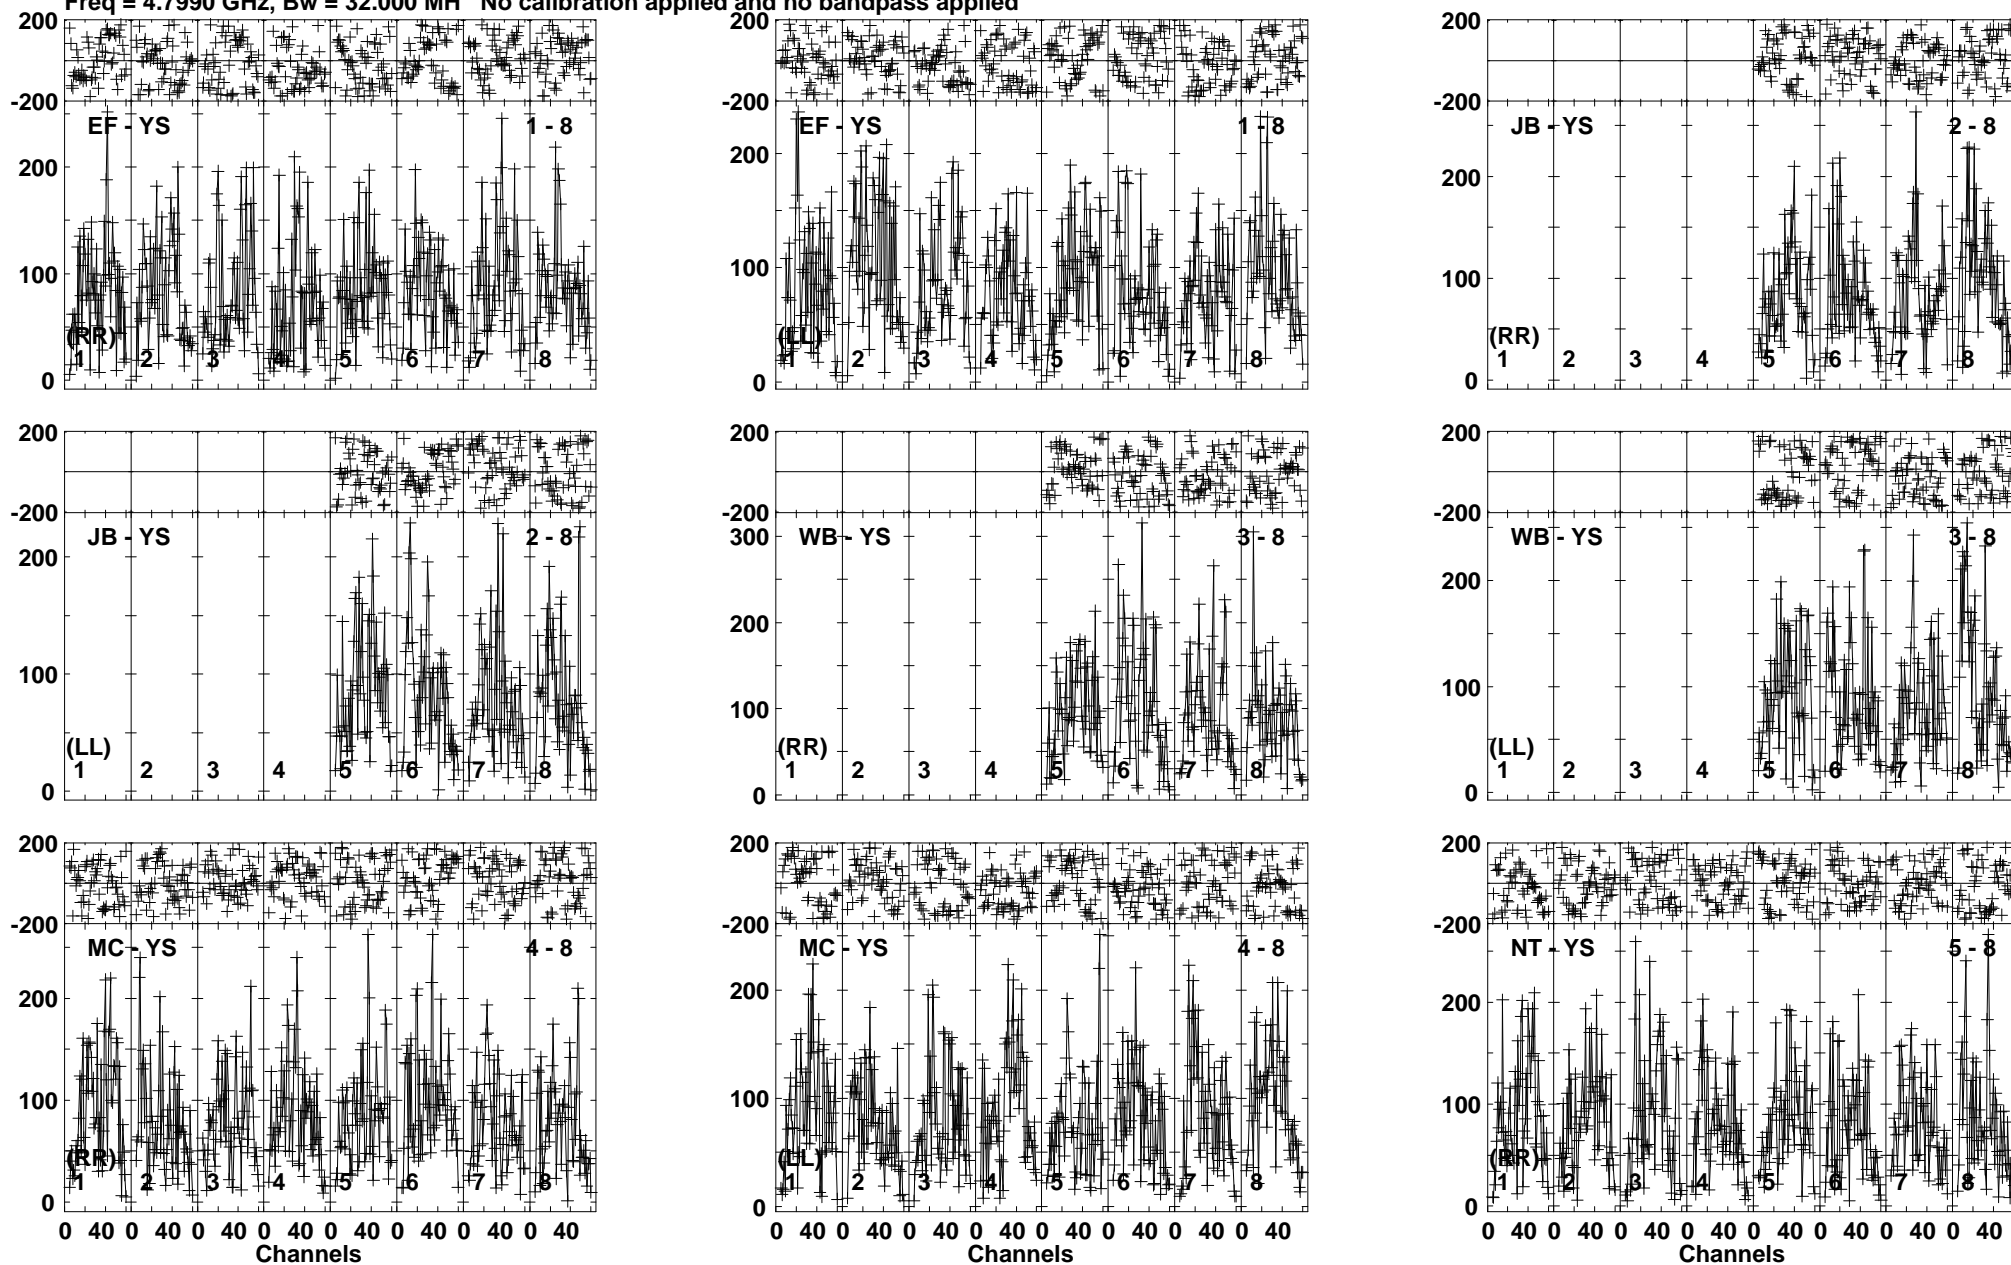 Freq = 4.7990 GHz, Bw = 32.000 MH No calibration applied and no bandpass applied
200 200 200
-200 -200 -200
EF - YS 1 - 8 EF - YS 1 - 8 JB - YS 2 - 8
200 200 200
100 100 100
(RR) (LL) (RR)
1 2 3 4 5 6 7 8 1 2 3 4 5 6 7 8 1 2 3 4 5 6 7 8
0 0 0
200 200 200
-200 -200 -200
JB - YS 2 - 8 WB - YS 3 - 8 WB - YS 3 - 8
300
200 200 200
100 100 100
(LL) (RR) (LL)
1 2 3 4 5 6 7 8 1 2 3 4 5 6 7 8 1 2 3 4 5 6 7 8
0 0 0
200 200 200
-200 -200 -200
MC - YS 4 - 8 MC - YS 4 - 8 NT - YS 5 - 8
200 200 200
100 100 100
(RR) (LL) (RR)
1 2 3 4 5 6 7 8 1 2 3 4 5 6 7 8 1 2 3 4 5 6 7 8
0 0 0
0 40 0 40 0 40 0 40 0 40 0 40 0 40 0 40 0 40 0 40 0 40 0 40 0 40 0 40 0 40 0 40 0 40 0 40 0 40 0 40 0 40 0 40 0 40 0 40
Channels Channels Channels